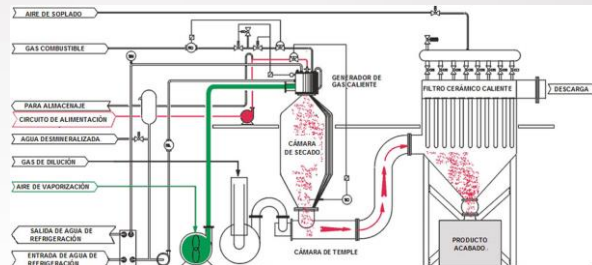 AIRE DE SOPLADO
GAS COMBUSTIBLE
GENERADOR DE
GAS CALIENTE
FILTRO CERÁMICO CALIENTE
DESCARGA
PARA ALMACENAJE
CIRCUITO DE ALIMENTACIÓN
AGUA DESMINERALIZADA
CÁMARA
DE SECADO
GAS DE DILUCIÓN
AIRE DE VAPORIZACIÓN
SALIDA DE AGUA DE
REFRIGERACIÓN
ENTRADA DE AGUA DE
REFRIGERACIÓN
CÁMARA DE TEMPLE
PRODUCTO
ACABADO